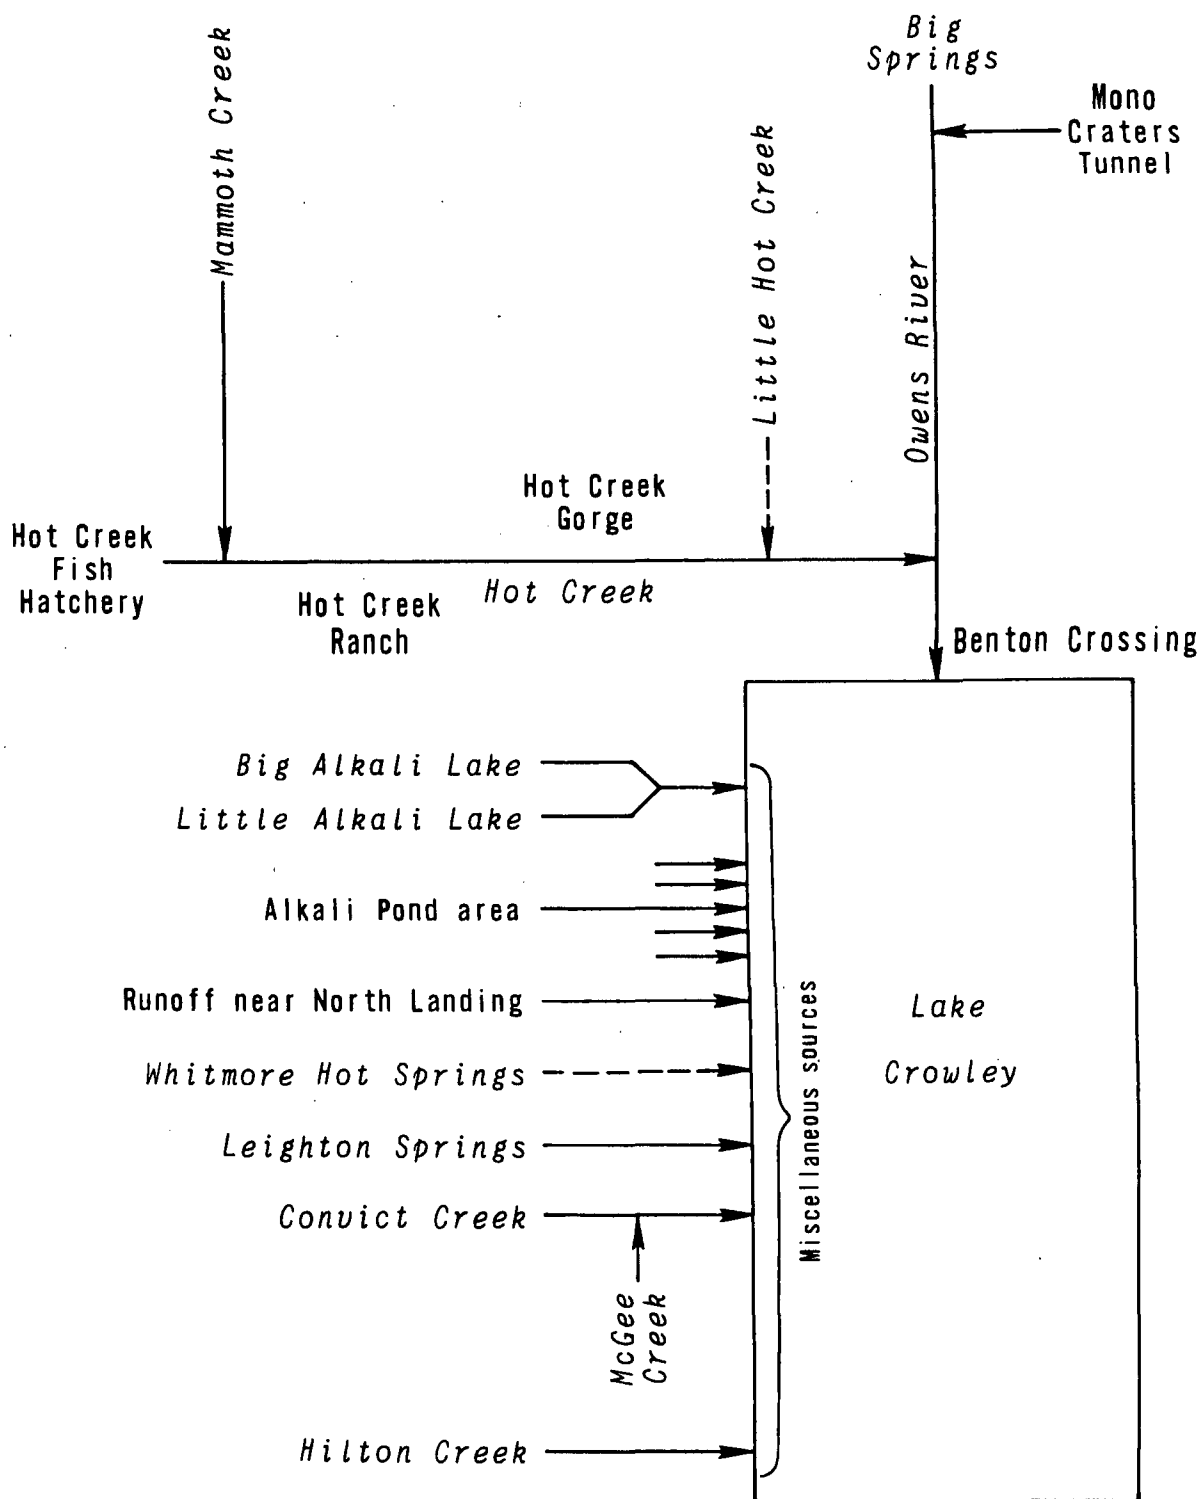 Big
Springs
Mono
Craters
Tunnel
Mammoth Creek
Little Hot Creek
Owens River
Hot Creek
Gorge
Hot Creek
Fish
Hatchery
Hot Creek
Hot Creek
Ranch
Benton Crossing
Big Alkali Lake
Little Alkali Lake
Alkali Pond area
Runoff near North Landing
Whitmore Hot Springs
Leighton Springs
Convict Creek
McGee
Creek
Hilton Creek
Miscellaneous sources
Lake
Crowley